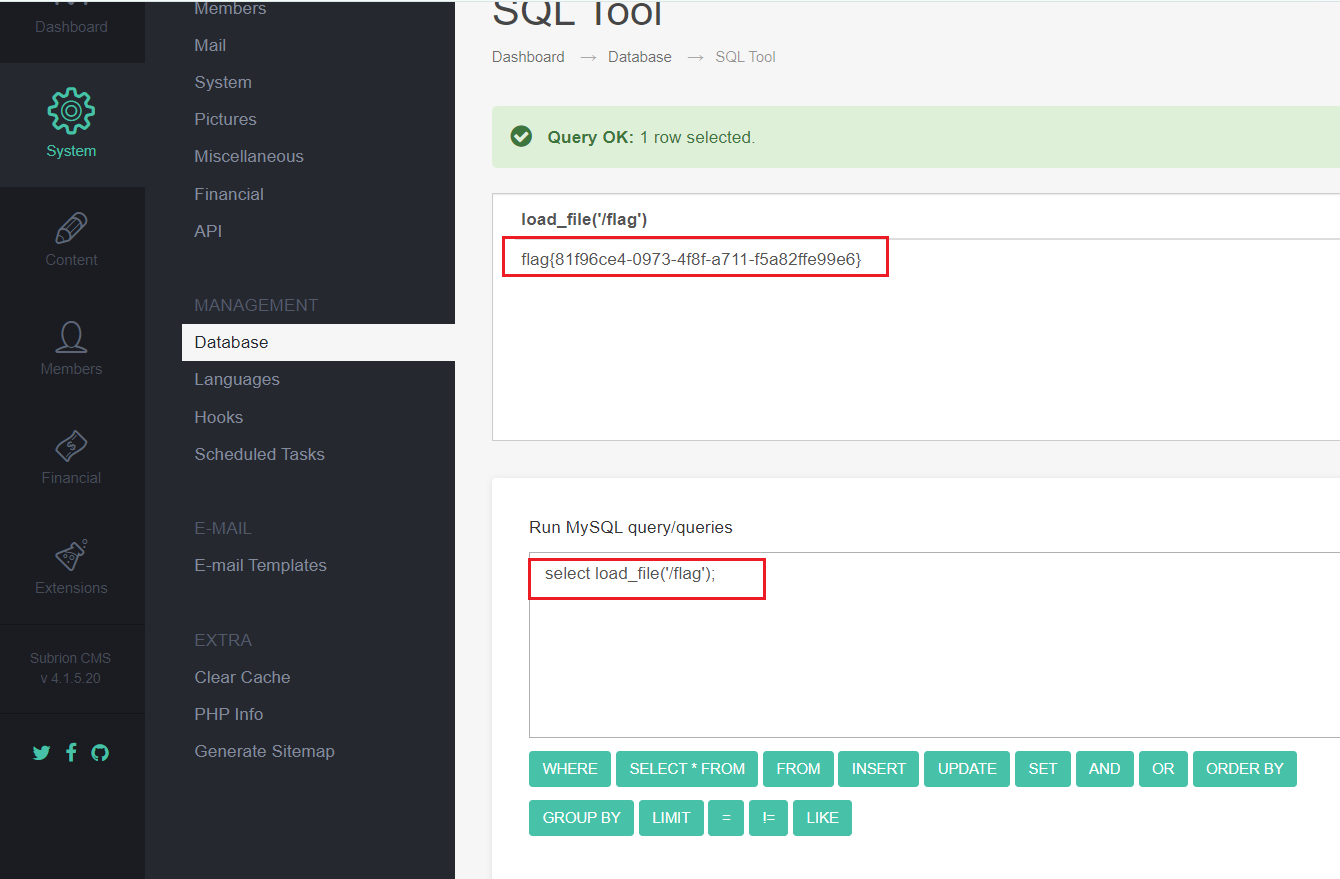 Dashboard
System
Content
Members
Financial
Extensions
Subrion CMS
v 4.1.5.20
Members
Mail
System
Pictures
Miscellaneous
Financial
API
MANAGEMENT
Database
Languages
Hooks
Scheduled Tasks
E-MAIL
E-mail Templates
EXTRA
Clear Cache
PHP Info
Generate Sitemap
SQL Tool
Dashboard → Database → SQL Tool
Query OK: 1 row selected.
load_file('/flag')
flag{81f96ce4-0973-4f8f-a711-f5a82ffe99e6}
Run MySQL query/queries
select load_file('/flag');
WHERE SELECT * FROM FROM INSERT UPDATE SET AND OR ORDER BY
GROUP BY LIMIT = != LIKE